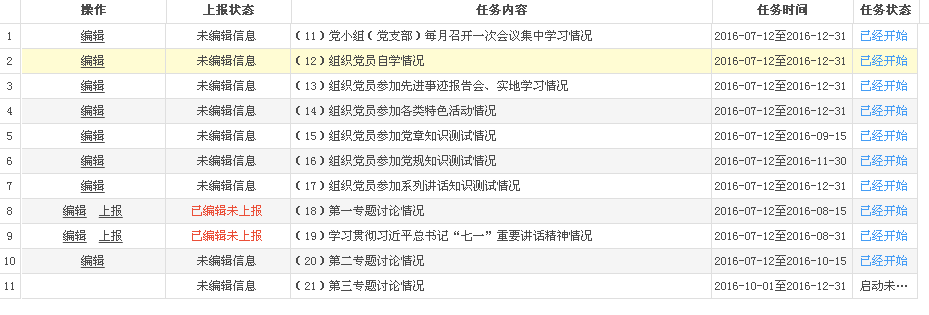 操作 上报状态 任务内容 任务时间 任务状态
1 编辑 未编辑信息 （11）党小组（党支部）每月召开一次会议集中学习情况 2016-07-12至2016-12-31 已经开始
2 编辑 未编辑信息 （12）组织党员自学情况 2016-07-12至2016-12-31 已经开始
3 编辑 未编辑信息 （13）组织党员参加先进事迹报告会、实地学习情况 2016-07-12至2016-12-31 已经开始
4 编辑 未编辑信息 （14）组织党员参加各类特色活动情况 2016-07-12至2016-12-31 已经开始
5 编辑 未编辑信息 （15）组织党员参加党章知识测试情况 2016-07-12至2016-09-15 已经开始
6 编辑 未编辑信息 （16）组织党员参加党规知识测试情况 2016-07-12至2016-11-30 已经开始
7 编辑 未编辑信息 （17）组织党员参加系列讲话知识测试情况 2016-07-12至2016-12-31 已经开始
8 编辑 上报 已编辑未上报 （18）第一专题讨论情况 2016-07-12至2016-08-15 已经开始
9 编辑 上报 已编辑未上报 （19）学习贯彻习近平总书记“七一”重要讲话精神情况 2016-07-12至2016-08-31 已经开始
10 编辑 未编辑信息 （20）第二专题讨论情况 2016-07-12至2016-10-15 已经开始
11 未编辑信息 （21）第三专题讨论情况 2016-10-01至2016-12-31 启动未…